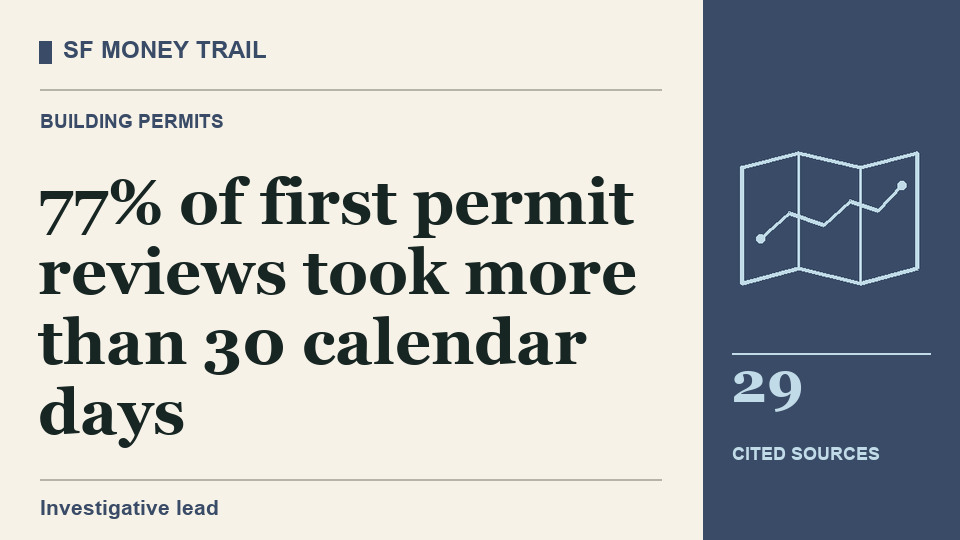 SF MONEY TRAIL
BUILDING PERMITS
77% of first permit
reviews took more
than 30 calendar
days
Investigative lead
29
CITED SOURCES